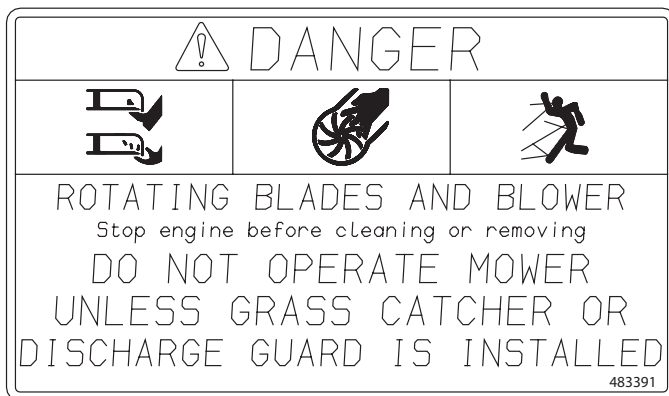 DANGER
ROTATING BLADES AND BLOWER
Stop engine before cleaning or removing
DO NOT OPERATE MOWER
UNLESS GRASS CATCHER OR
DISCHARGE GUARD IS INSTALLED
483391